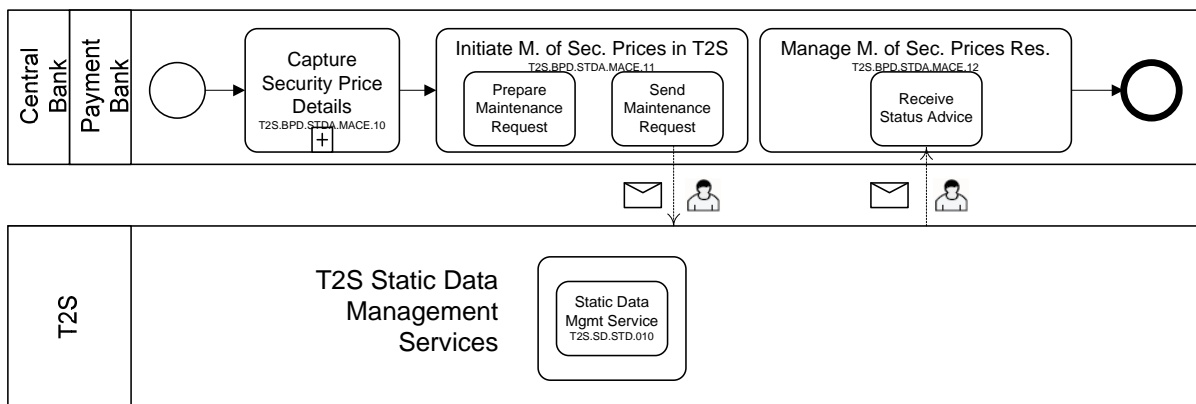 Central
Bank
Payment
Bank
Capture
Security Price
Details
T2S.BPD.STDA.MACE.10
Initiate M. of Sec. Prices in T2S
T2S.BPD.STDA.MACE.11
Prepare
Maintenance
Request
Send
Maintenance
Request
Manage M. of Sec. Prices Res.
T2S.BPD.STDA.MACE.12
Receive
Status Advice
T2S
T2S Static Data
Management
Services
Static Data
Mgmt Service
T2S.SD.STD.010